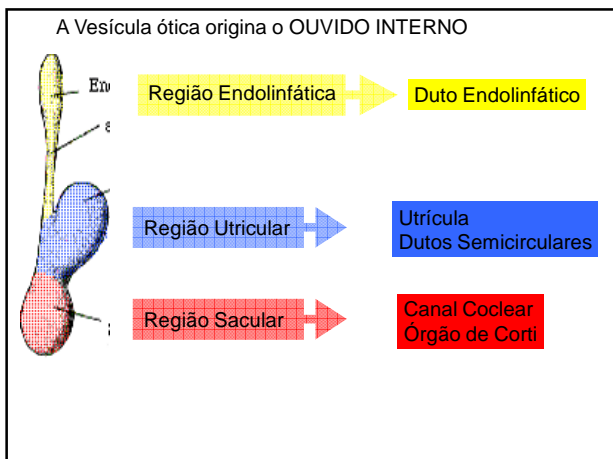 A Vesícula ótica origina o OUVIDO INTERNO
Região Endolinfática
Duto Endolinfático
Região Utricular
Utrícula
Dutos Semicirculares
Região Sacular
Canal Coclear
Órgão de Corti